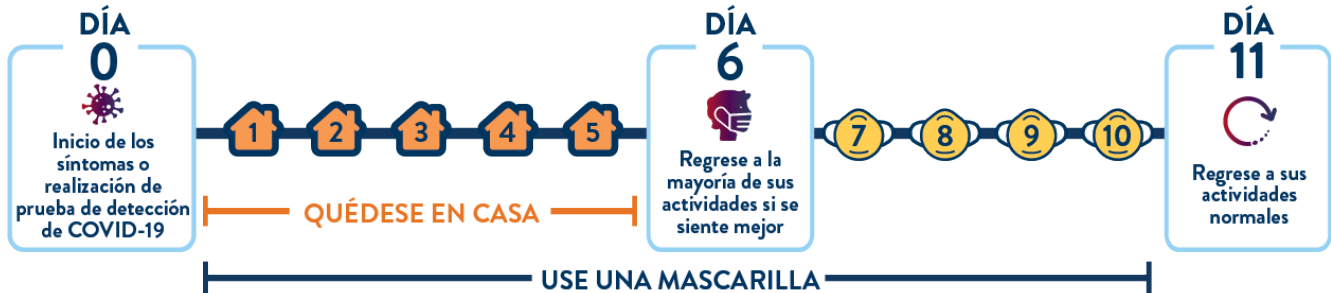 DÍA
0
Inicio de los
síntomas o
realización de
prueba de detección
de COVID-19
1
2
3
4
5
QUÉDESE EN CASA
DÍA
6
Regrese a la
mayoría de sus
actividades si se
siente mejor
7
8
9
10
DÍA
11
Regrese a sus
actividades
normales
USE UNA MASCARILLA